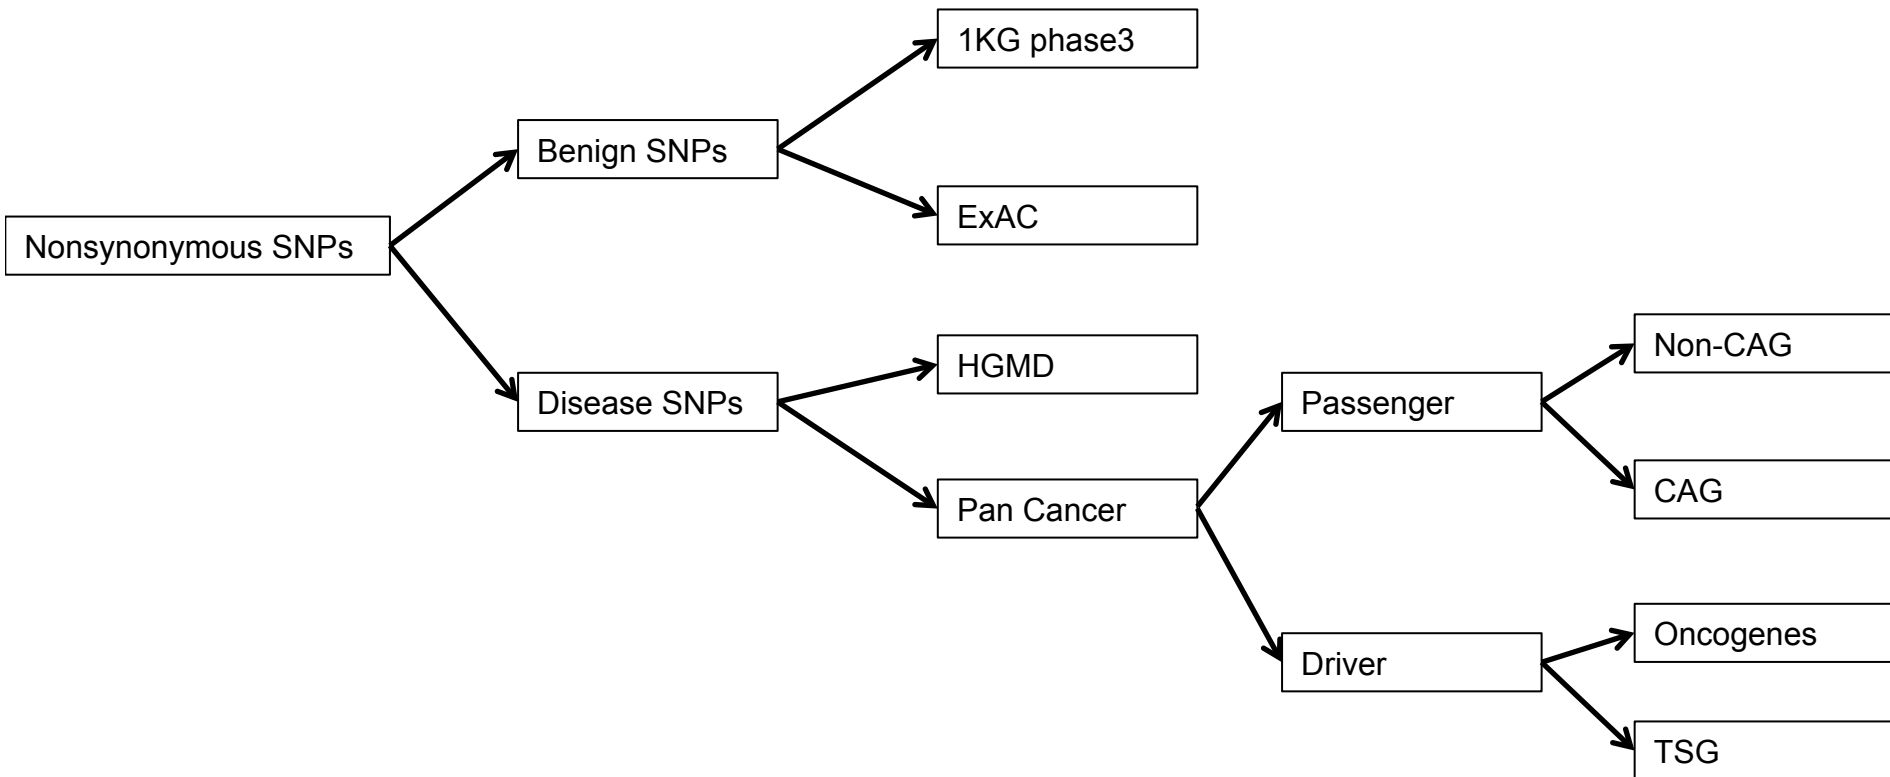 1KG phase3
Benign SNPs
ExAC
Nonsynonymous SNPs
HGMD
Non-CAG
Disease SNPs
Passenger
CAG
Pan Cancer
Oncogenes
Driver
TSG